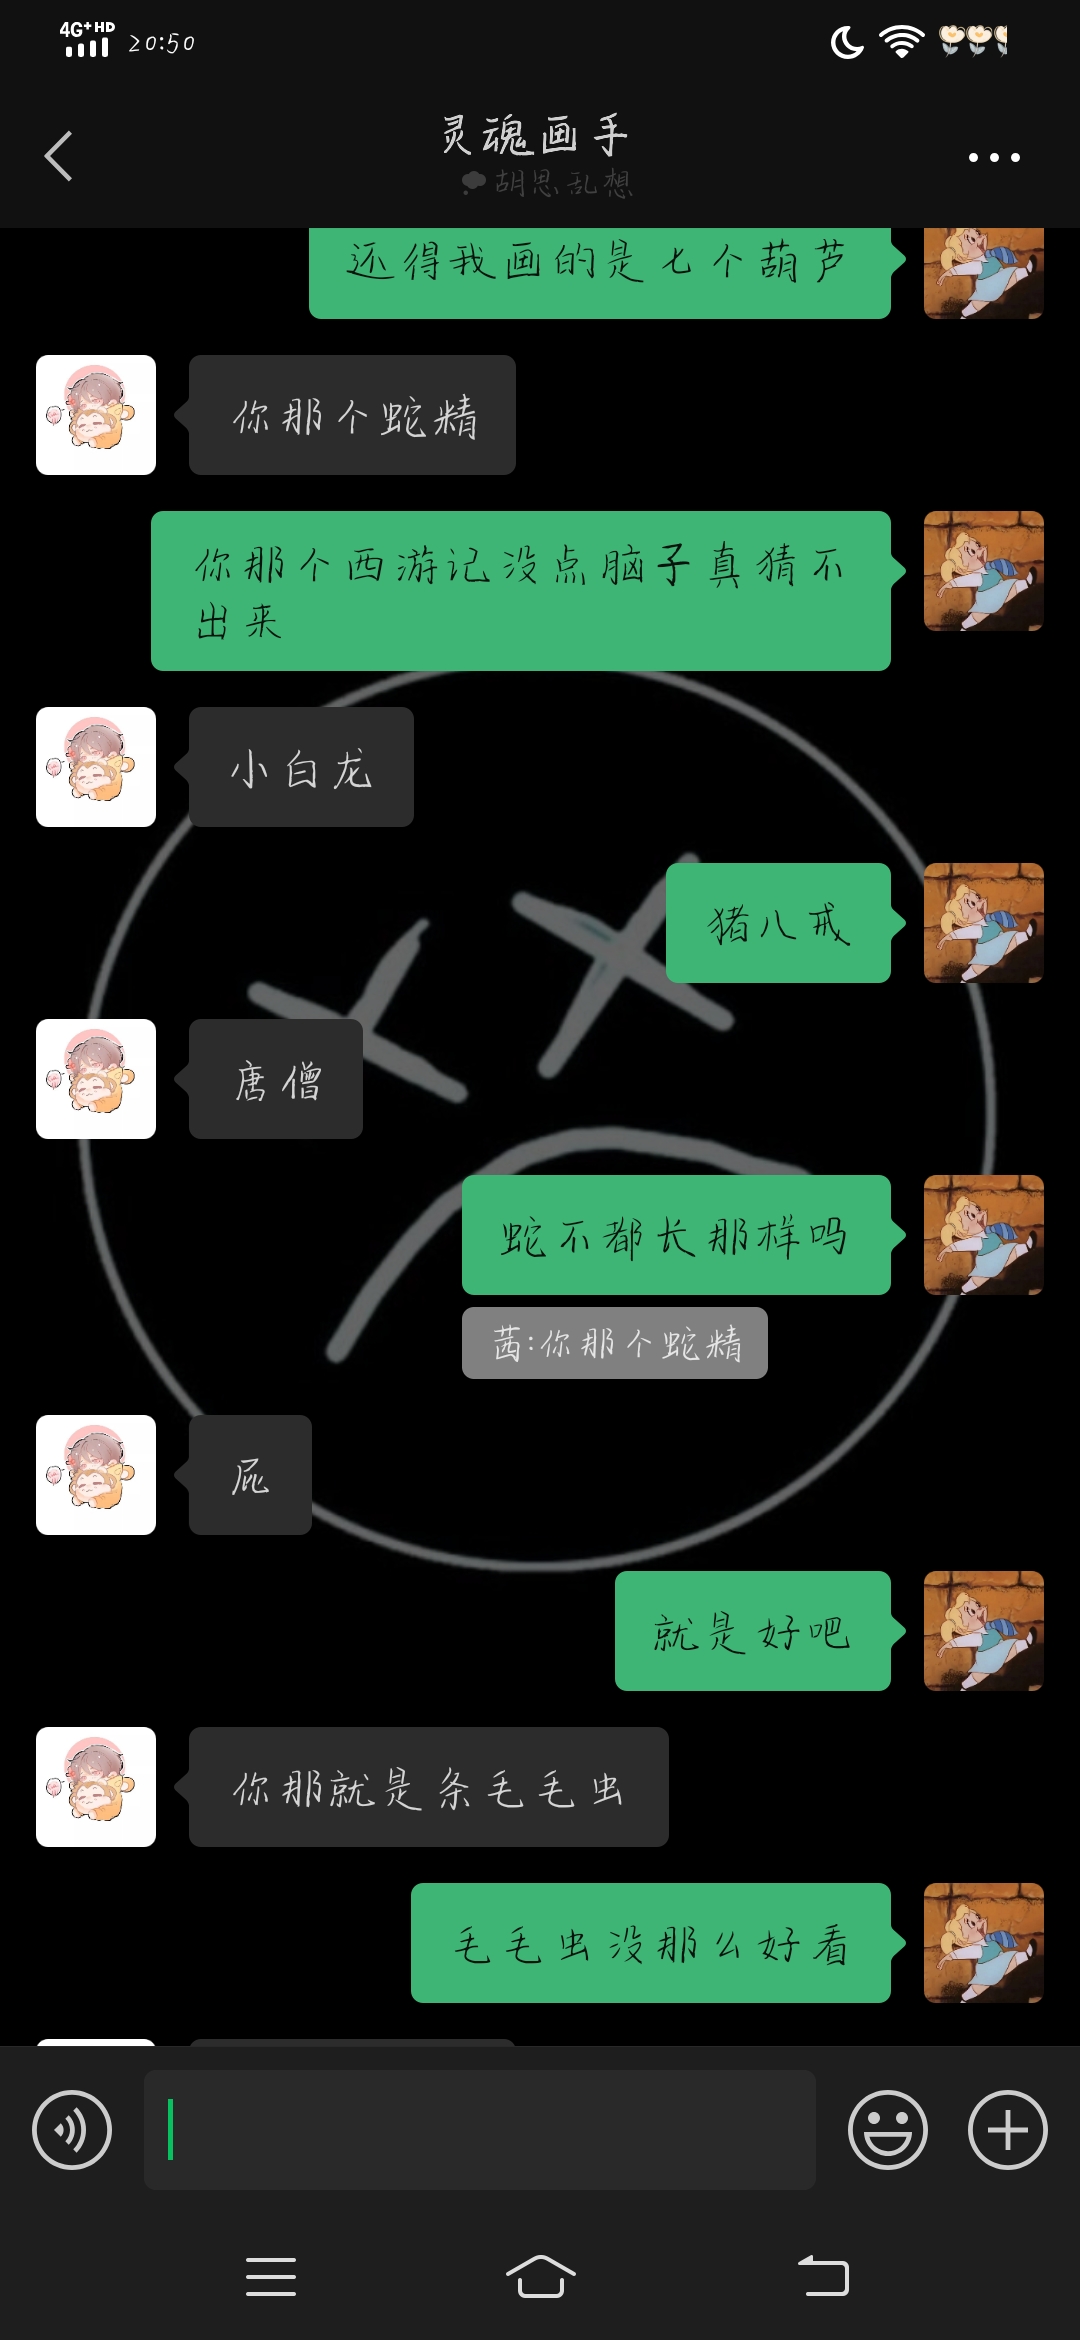 4G+HD 20:50
灵魂画手
胡思乱想
还得我画的是七个葫芦
你那个蛇精
你那个西游记没点脑子真猜不
出来
小白龙
猪八戒
唐僧
蛇不都长那样吗
茜:你那个蛇精
屁
就是好吧
你那就是条毛毛虫
毛毛虫没那么好看